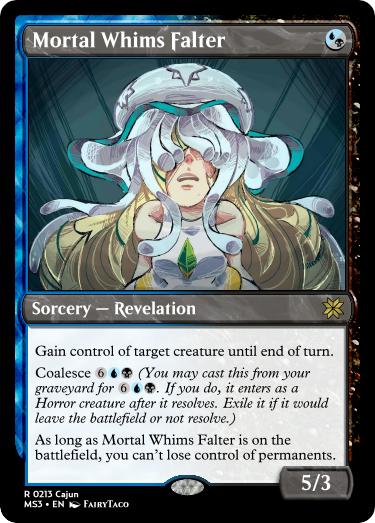 Mortal Whims Falter
Sorcery — Revelation
Gain control of target creature until end of turn.
Coalesce 6 (You may cast this from your
graveyard for 6 . If you do, it enters as a
Horror creature after it resolves. Exile it if it would
leave the battlefield or not resolve.)
As long as Mortal Whims Falter is on the
battlefield, you can't lose control of permanents.
5/3
R 0213 Cajun
MS3 • EN FairyTaco